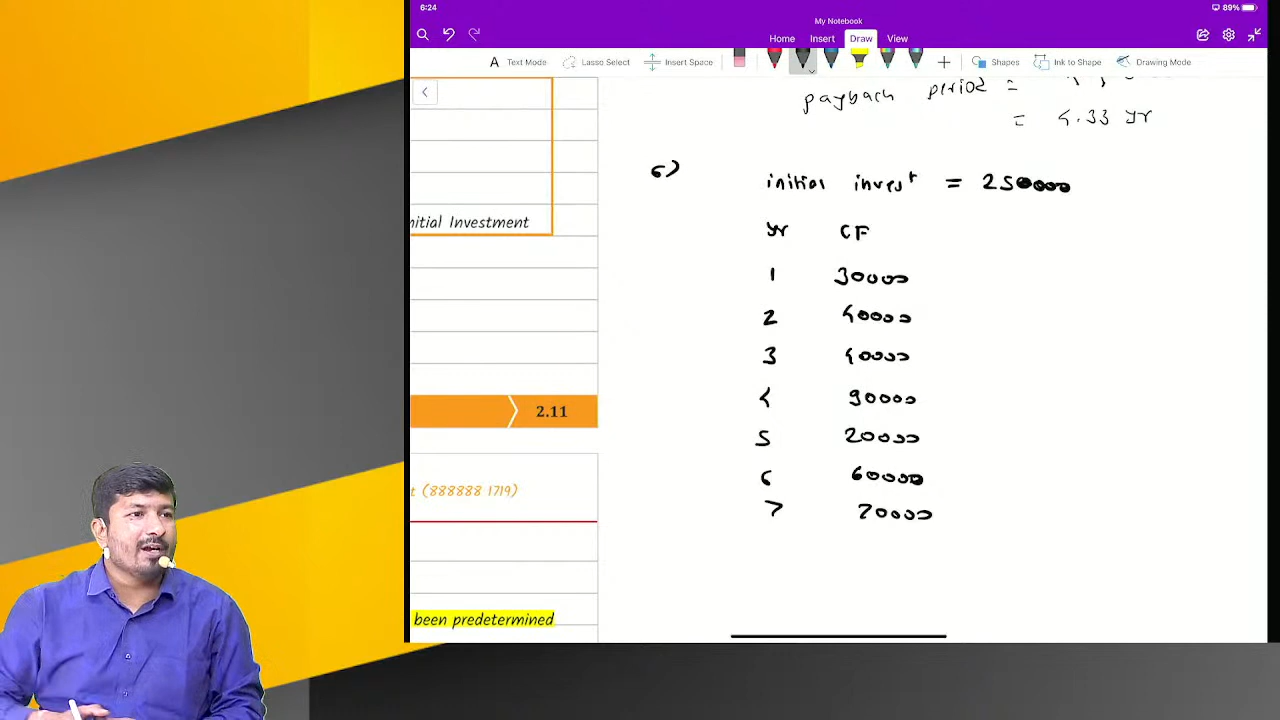 6:24
My Notebook
89%
Home Insert Draw View
Text Mode Lasso Select Insert Space Shapes Ink to Shape Drawing Mode
payback period =
= 4.33 yr
6)
initial invest = 250000
nitial Investment
yr CF
1 30000
2 40000
3 40000
4
2.11
5 20000
6 60000
7
t (888888 1719)
been predetermined